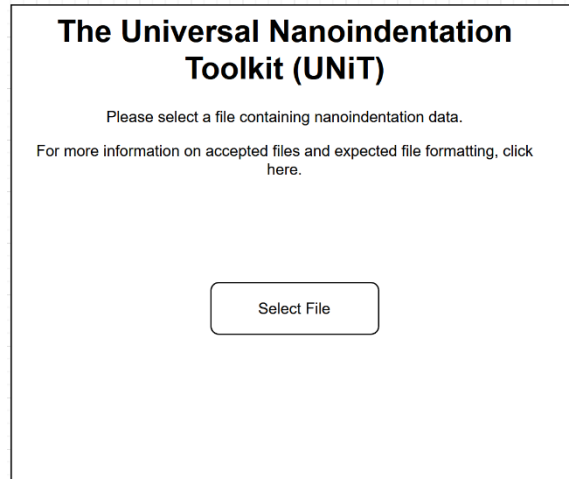 The Universal Nanoindentation
Toolkit (UNiT)
Please select a file containing nanoindentation data.
For more information on accepted files and expected file formatting, click
here.
Select File